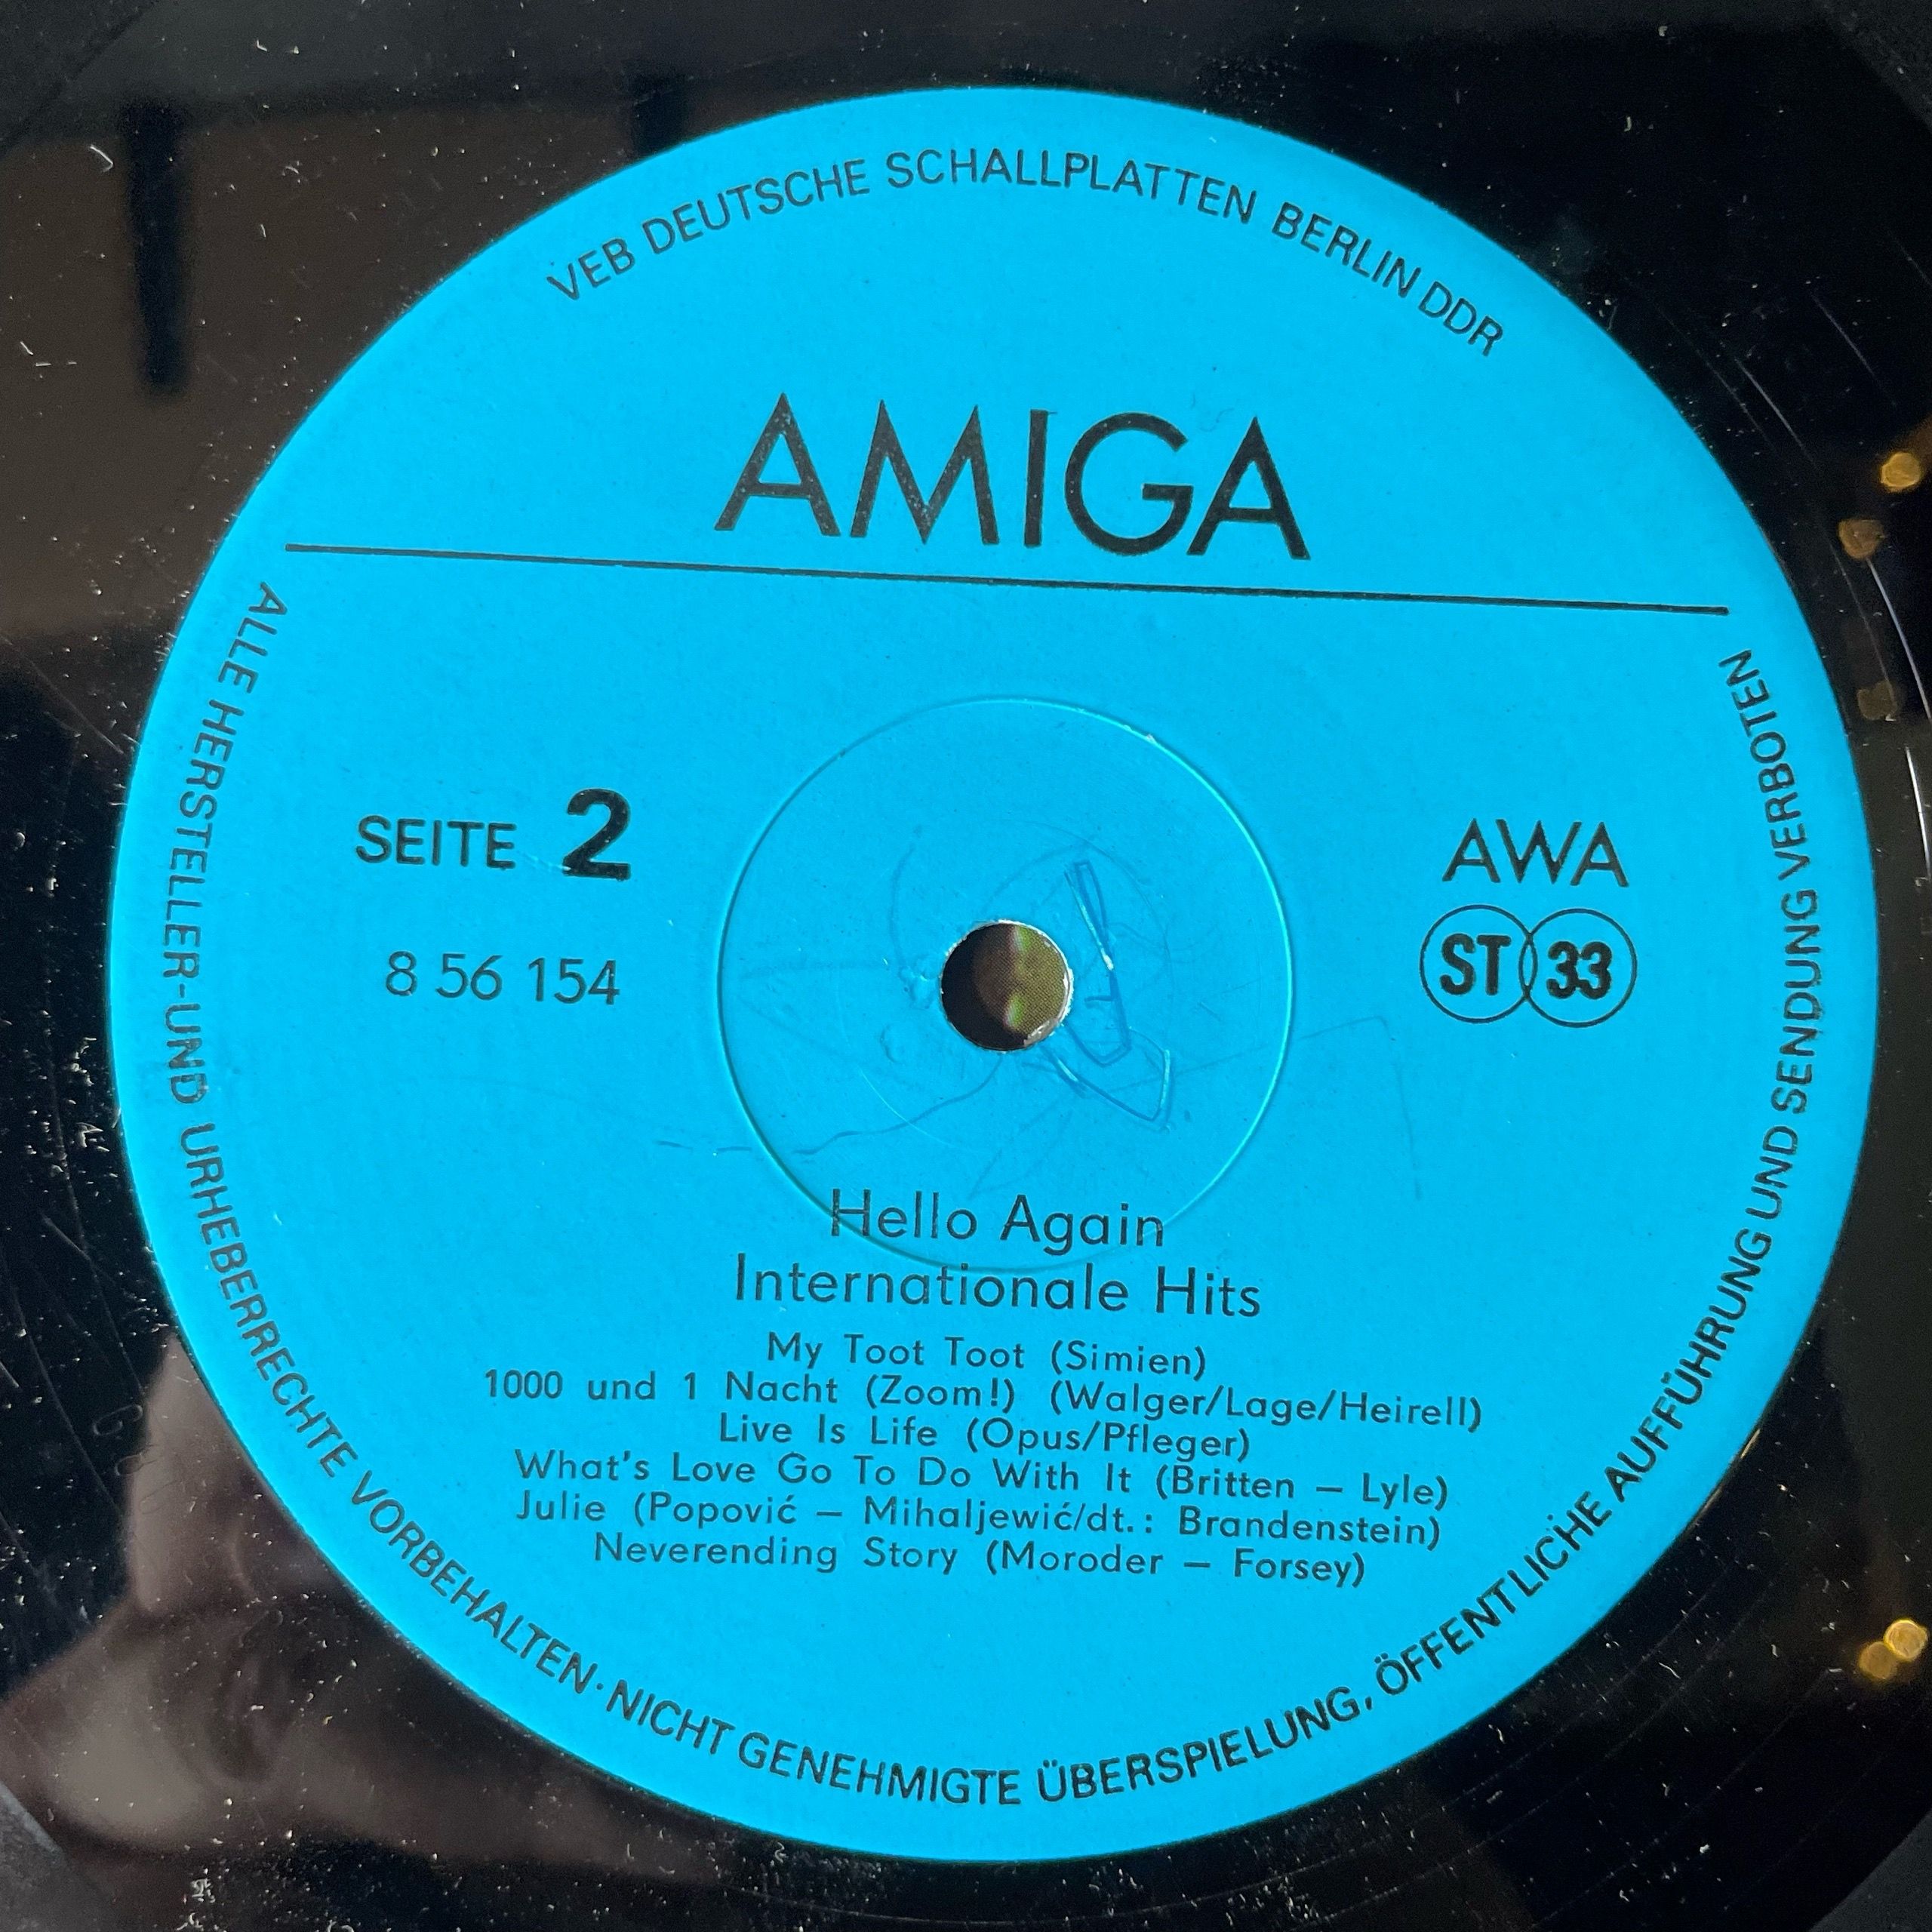 VEB DEUTSCHE SCHALLPLATTEN BERLIN DDR
AMIGA
SEITE 2
8 56 154
AWA
ST 33
Hello Again
Internationale Hits
My Toot Toot (Simien)
1000 und 1 Nacht (Zoom!) (Walger/Lage/Heirell)
Live Is Life (Opus/Pfleger)
What's Love Go To Do With It (Britten – Lyle)
Julie (Popović – Mihaljewić/dt.: Brandenstein)
Neverending Story (Moroder – Forsey)
ALLE HERSTELLER-UND URHEBERRECHTE VORBEHALTEN · NICHT GENEHMIGTE ÜBERSPIELUNG, ÖFFENTLICHE AUFFÜHRUNG UND SENDUNG VERBOTEN